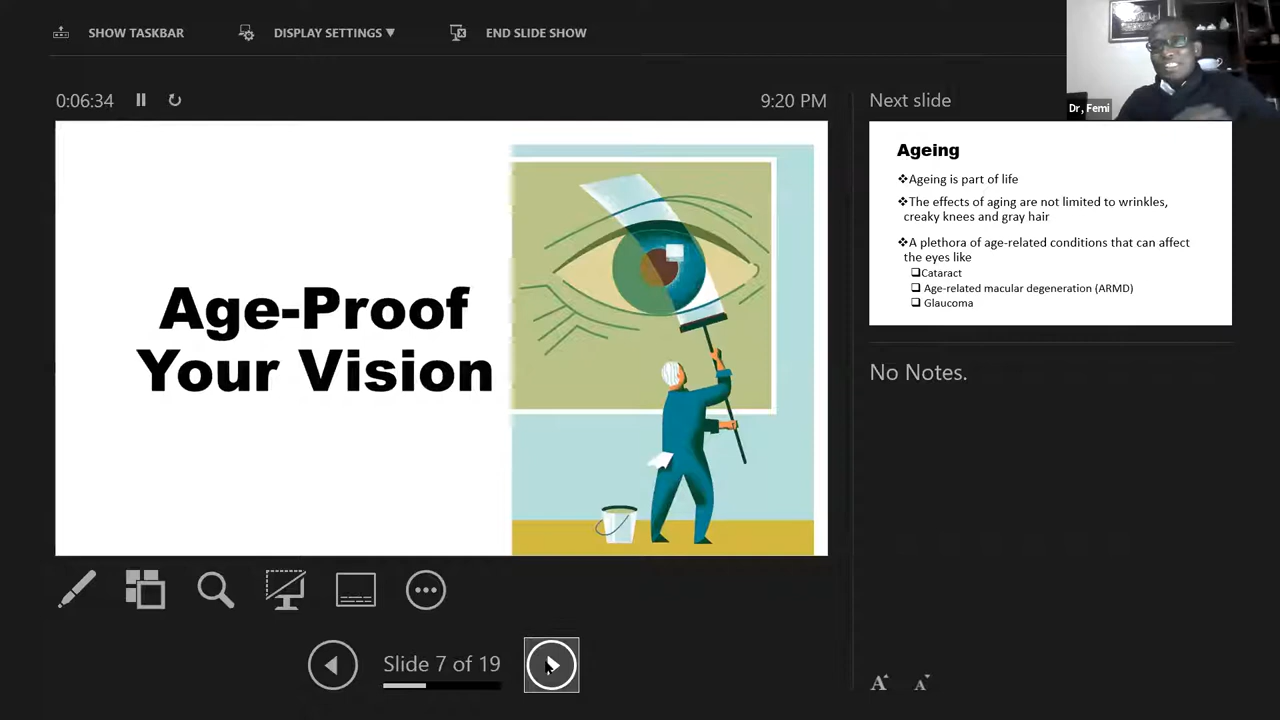 SHOW TASKBAR
DISPLAY SETTINGS ▼
END SLIDE SHOW
Dr, Femi
0:06:34
9:20 PM
Age-Proof
Your Vision
Slide 7 of 19
Next slide
Ageing
❖Ageing is part of life
❖The effects of aging are not limited to wrinkles,
creaky knees and gray hair
❖A plethora of age-related conditions that can affect
the eyes like
❑Cataract
❑ Age-related macular degeneration (ARMD)
❑ Glaucoma
No Notes.
A A